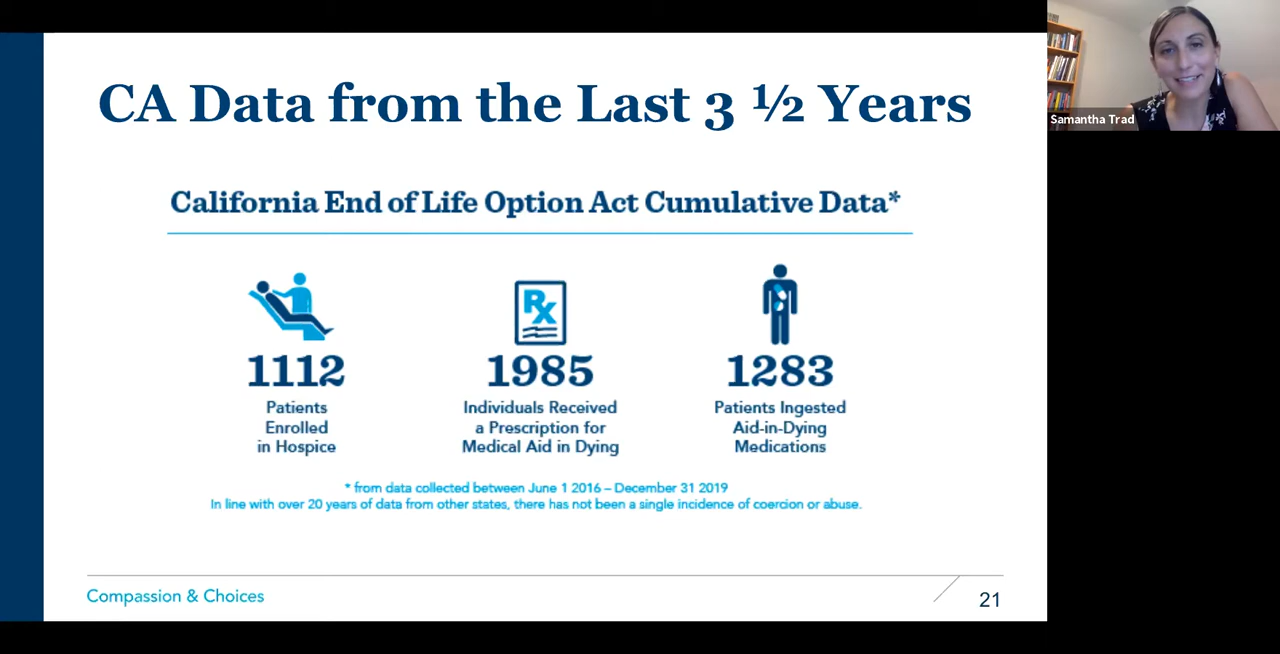 CA Data from the Last 3 ½ Years
Samantha Trad
California End of Life Option Act Cumulative Data*
Rx
1112
Patients
Enrolled
in Hospice
1985
Individuals Received
a Prescription for
Medical Aid in Dying
1283
Patients Ingested
Aid-in-Dying
Medications
* from data collected between June 1 2016 – December 31 2019
In line with over 20 years of data from other states, there has not been a single incidence of coercion or abuse.
Compassion & Choices
21